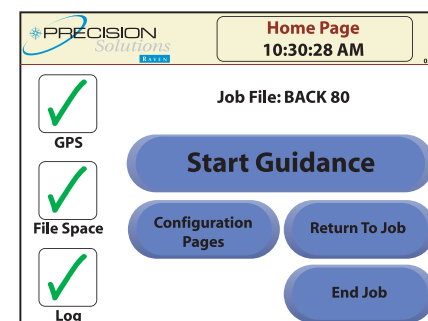 PRECISION
Solutions
RAVEN
Home Page
10:30:28 AM
Job File: BACK 80
GPS
Start Guidance
File Space
Configuration
Pages
Return To Job
Log
End Job